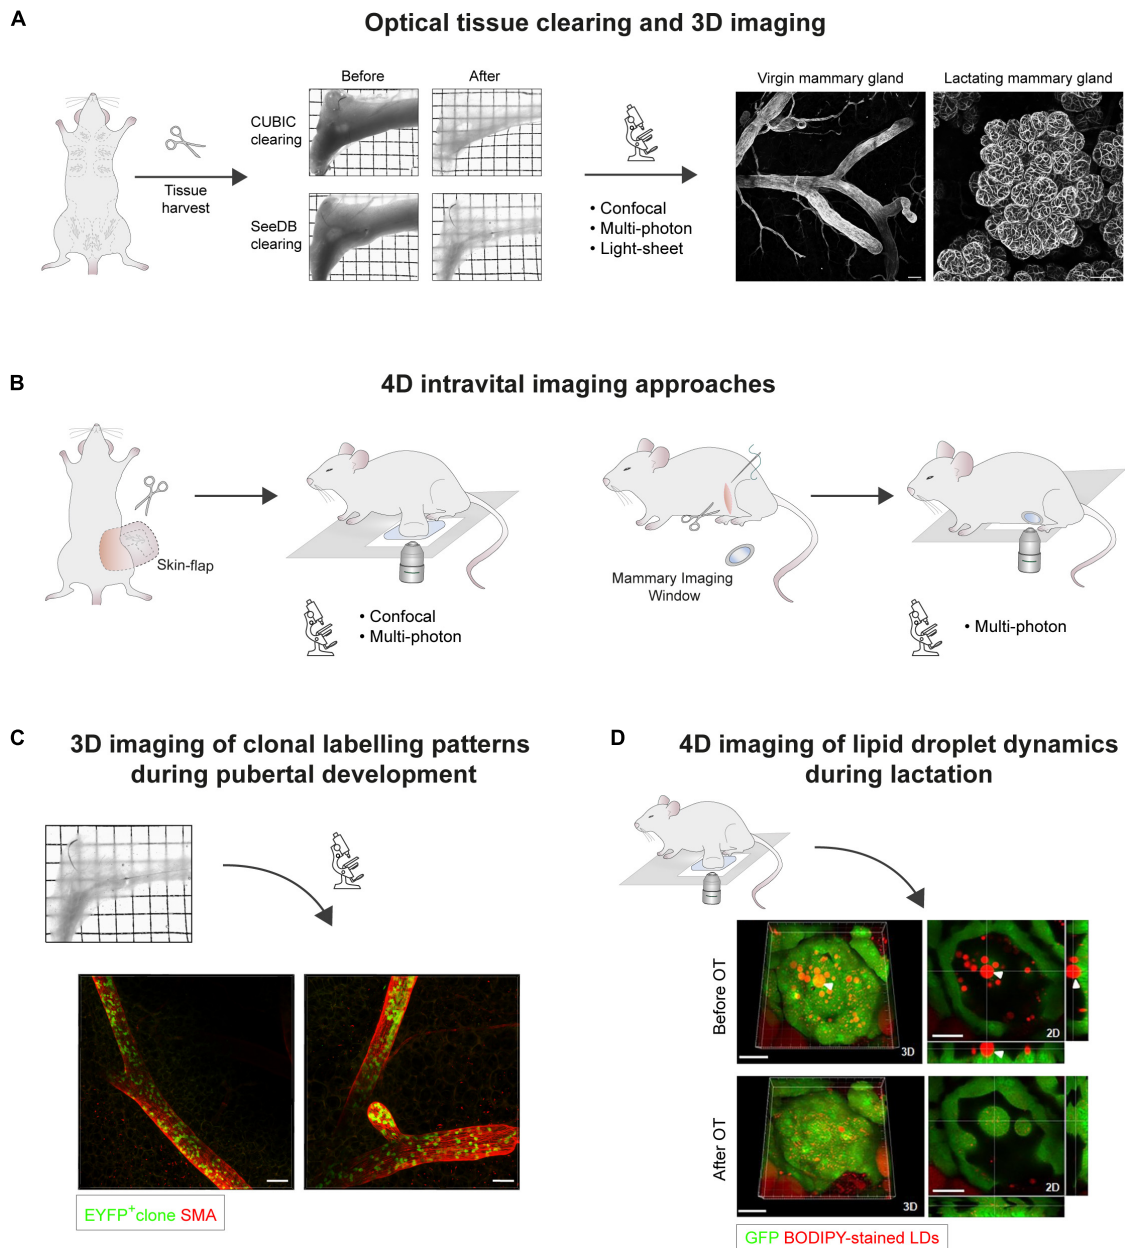 A
Optical tissue clearing and 3D imaging
Before
After
Virgin mammary gland
Lactating mammary gland
CUBIC
clearing
Tissue
harvest
SeeDB
clearing
• Confocal
• Multi-photon
• Light-sheet
B
4D intravital imaging approaches
Skin-flap
• Confocal
• Multi-photon
Mammary Imaging
Window
• Multi-photon
C
3D imaging of clonal labelling patterns
during pubertal development
EYFP⁺clone SMA
D
4D imaging of lipid droplet dynamics
during lactation
Before OT
3D
2D
After OT
3D
2D
GFP BODIPY-stained LDs